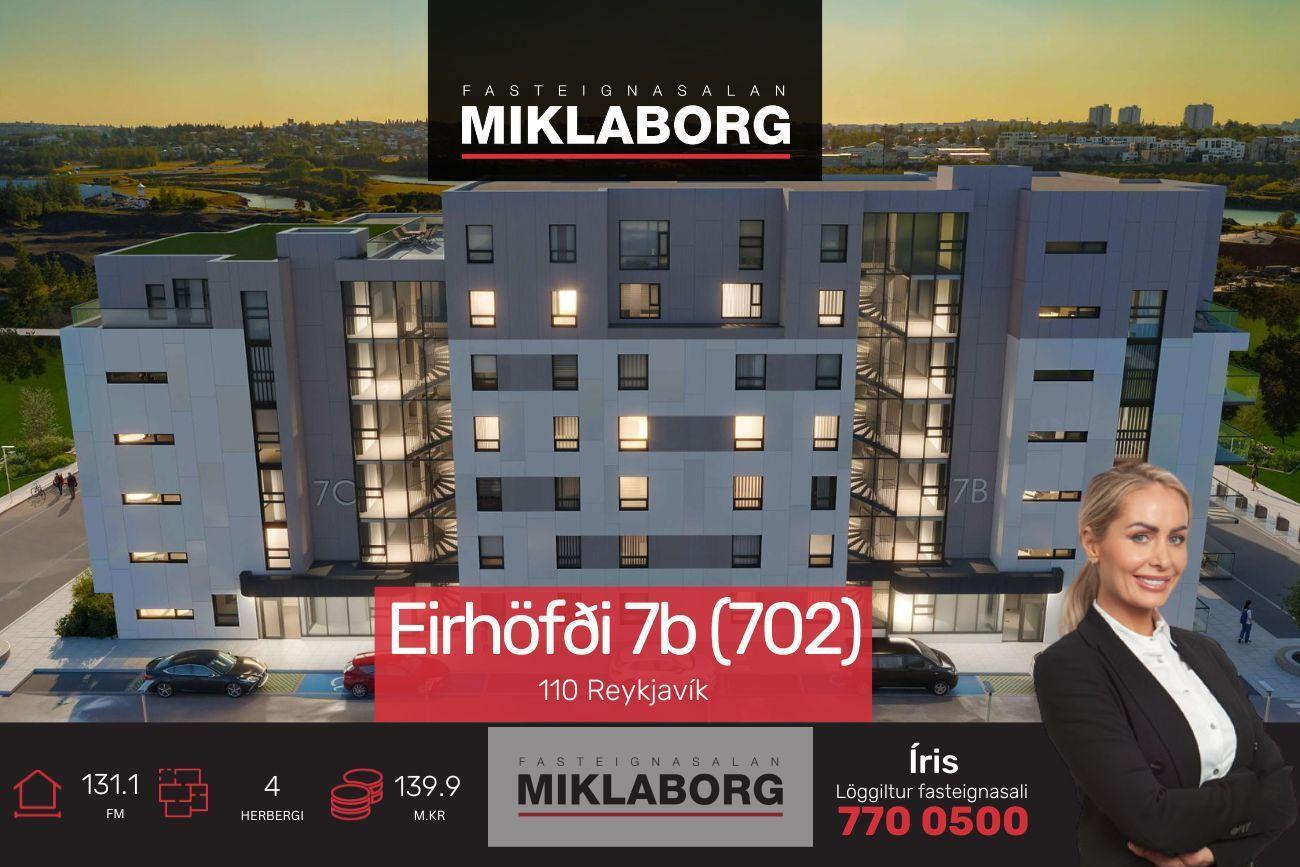 FASTEIGNASALAN
MIKLABORG
7C
7B
Eirhöfði 7b (702)
110 Reykjavík
131.1
FM
4
HERBERGI
139.9
M.KR
FASTEIGNASALAN
MIKLABORG
Íris
Löggiltur fasteignasali
770 0500